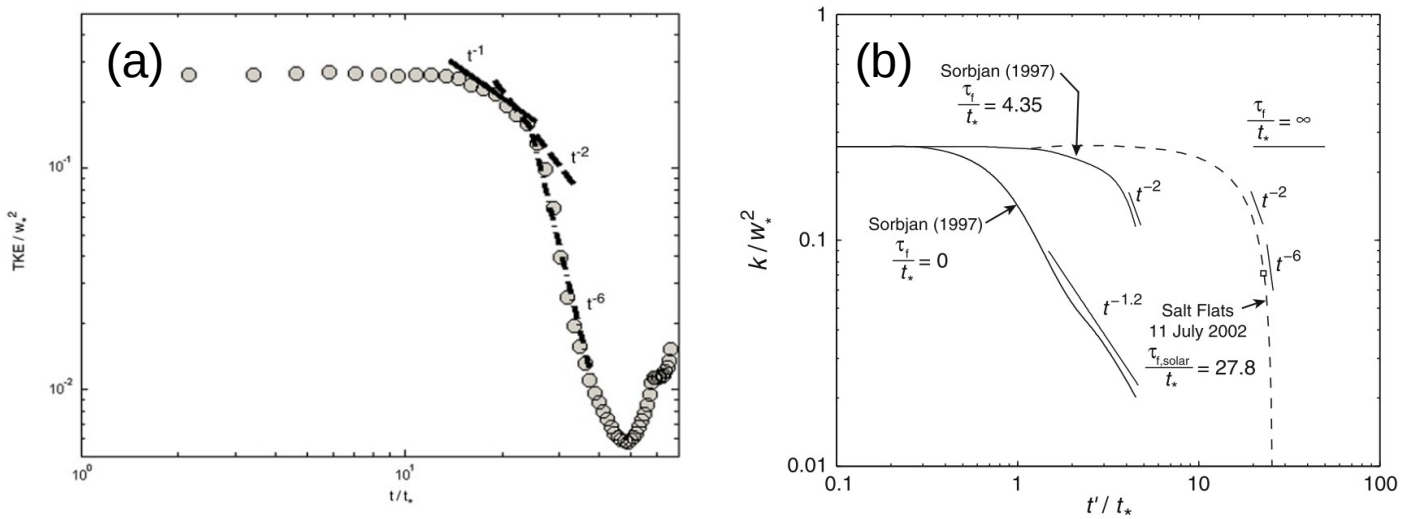 (a)
t-1
t-2
t-6
10-1
10-2
TKE / w*2
100
101
t / t*
(b)
1
0.1
0.01
k / w*2
Sorbjan (1997)
τf
t* = 4.35
τf
t* = ∞
t-2
t-2
Sorbjan (1997)
τf
t* = 0
t-6
t-1.2
Salt Flats
11 July 2002
τf,solar
t* = 27.8
0.1
1
10
100
t' / t*